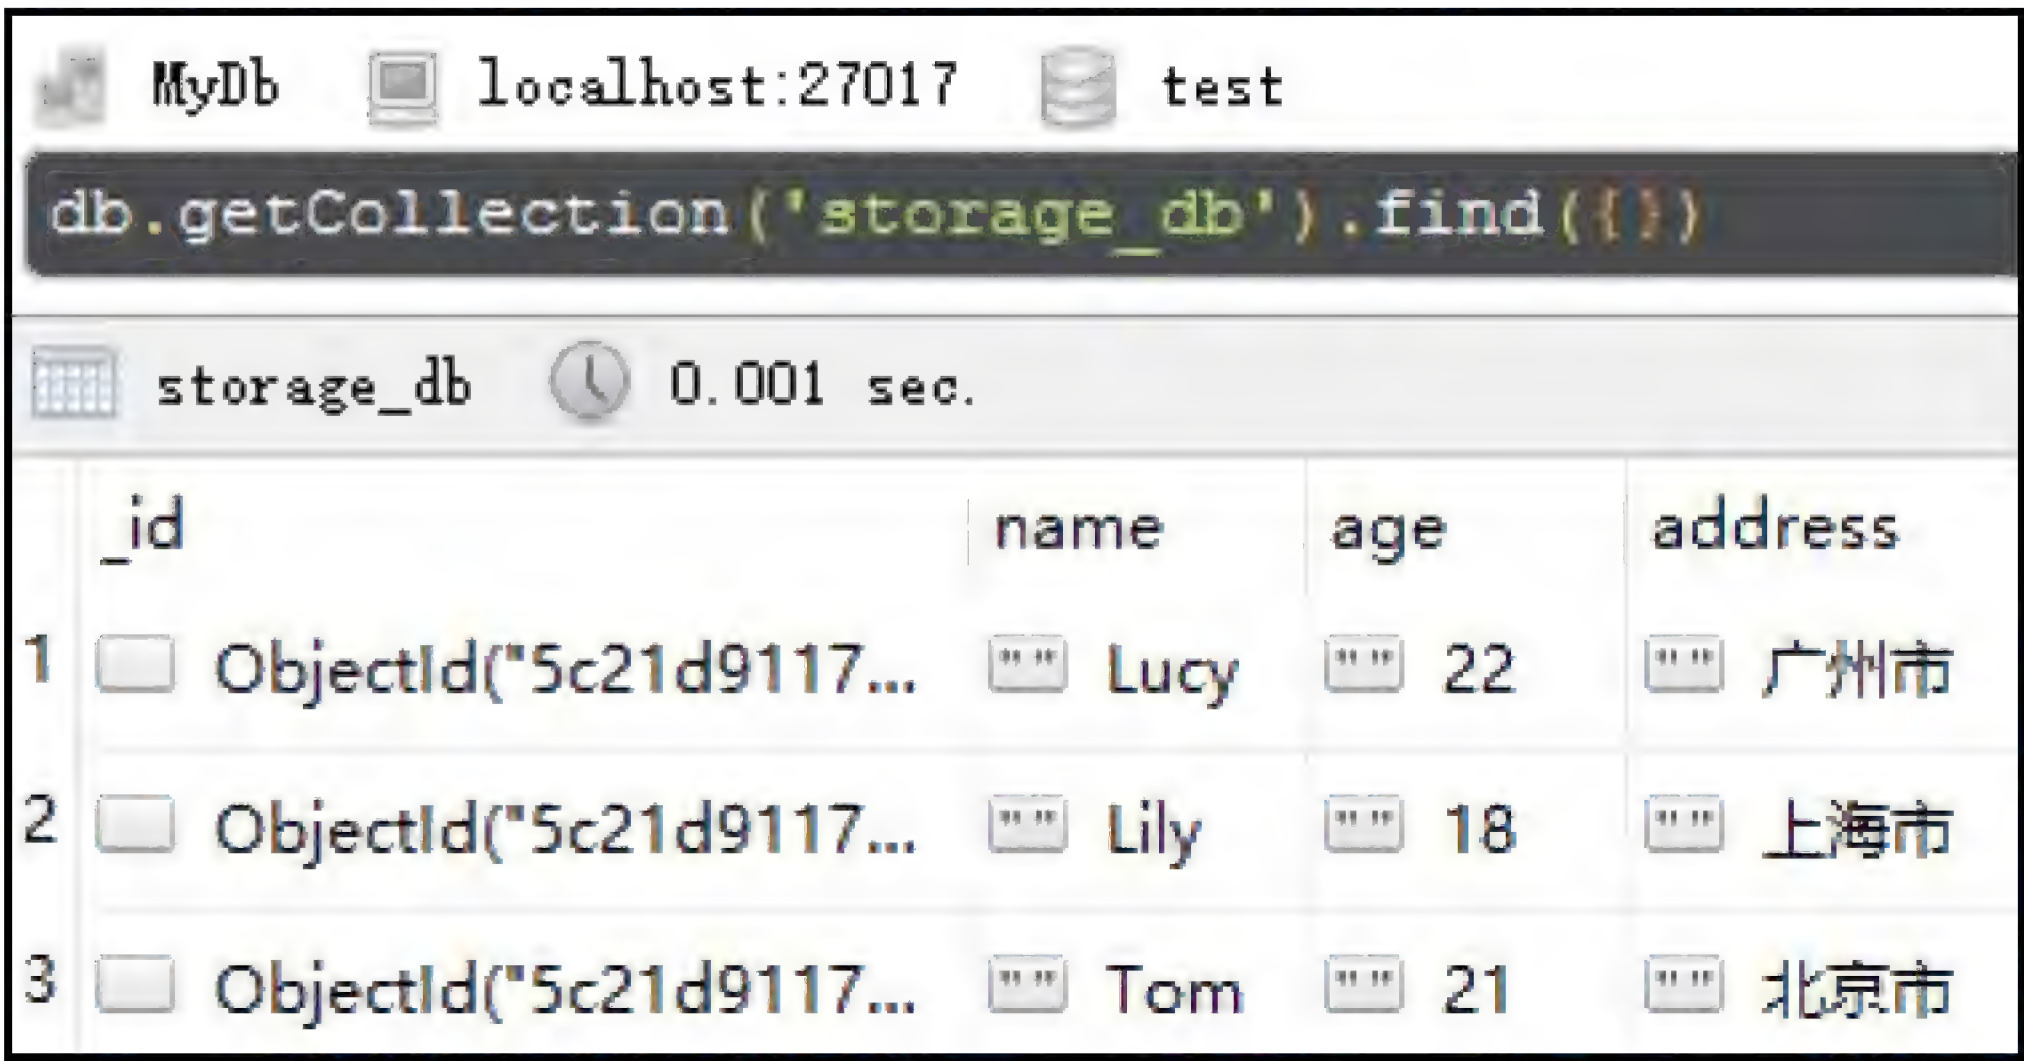 MyDb localhost:27017 test
db.getCollection('storage_db').find({})
storage_db 0.001 sec.
_id name age address
1 ObjectId("5c21d9117... "" Lucy "" 22 "" 广州市
2 ObjectId("5c21d9117... "" Lily "" 18 "" 上海市
3 ObjectId("5c21d9117... "" Tom "" 21 "" 北京市